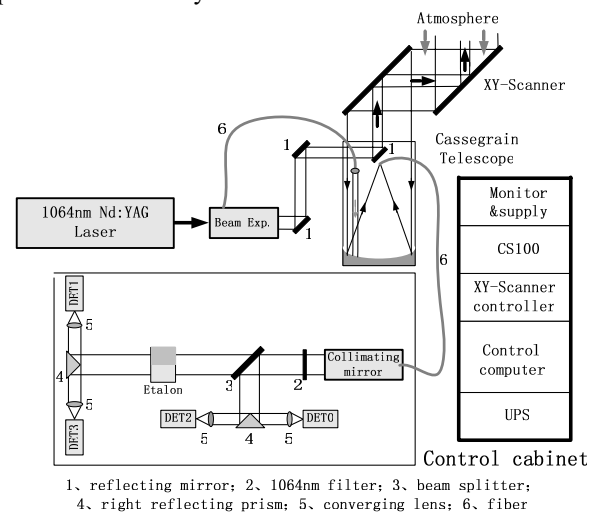 Atmosphere
XY-Scanner
6
1
1
Cassegrain
Telescope
1064nm Nd:YAG
Laser
Beam Exp.
1
Monitor
&supply
CS100
XY-Scanner
controller
Control
computer
UPS
6
DET1
5
4
Etalon
3
2
Collimating
mirror
5
DET3
DET2
5
4
5
DET0
Control cabinet
1、reflecting mirror; 2、1064nm filter; 3、beam splitter;
4、right reflecting prism; 5、converging lens; 6、fiber